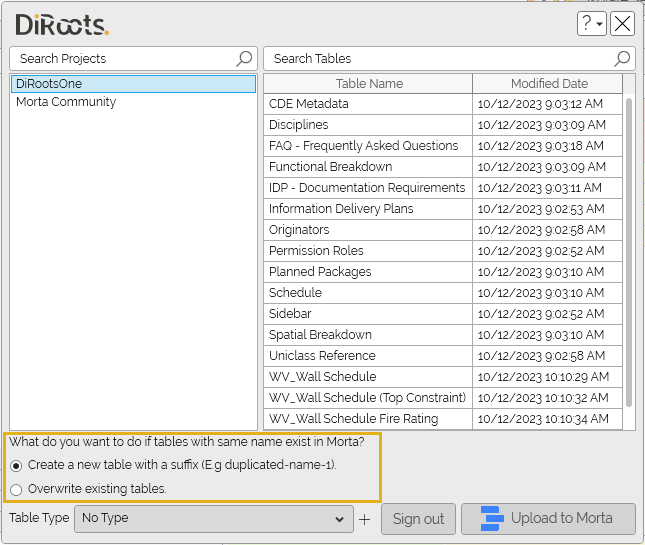 DiRoots.
?
Search Projects
Search Tables
DiRootsOne
Morta Community
Table Name Modified Date
CDE Metadata 10/12/2023 9:03:12 AM
Disciplines 10/12/2023 9:03:09 AM
FAQ - Frequently Asked Questions 10/12/2023 9:03:18 AM
Functional Breakdown 10/12/2023 9:03:09 AM
IDP - Documentation Requirements 10/12/2023 9:03:11 AM
Information Delivery Plans 10/12/2023 9:02:53 AM
Originators 10/12/2023 9:02:58 AM
Permission Roles 10/12/2023 9:02:52 AM
Planned Packages 10/12/2023 9:03:10 AM
Schedule 10/12/2023 9:03:10 AM
Sidebar 10/12/2023 9:02:52 AM
Spatial Breakdown 10/12/2023 9:03:10 AM
Uniclass Reference 10/12/2023 9:02:58 AM
WV_Wall Schedule 10/12/2023 10:10:29 AM
WV_Wall Schedule (Top Constraint) 10/12/2023 10:10:32 AM
WV_Wall Schedule Fire Rating 10/12/2023 10:10:34 AM
What do you want to do if tables with same name exist in Morta?
Create a new table with a suffix (E.g duplicated-name-1).
Overwrite existing tables.
Table Type No Type + Sign out Upload to Morta